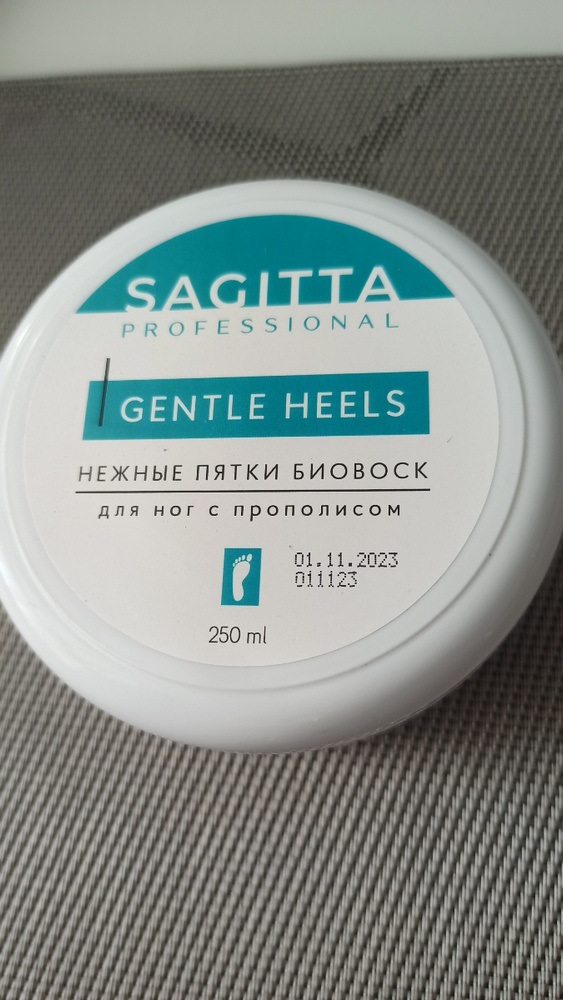 SAGITTA
PROFESSIONAL
GENTLE HEELS
НЕЖНЫЕ ПЯТКИ БИОВОСК
для ног с прополисом
01.11.2023
011123
250 ml